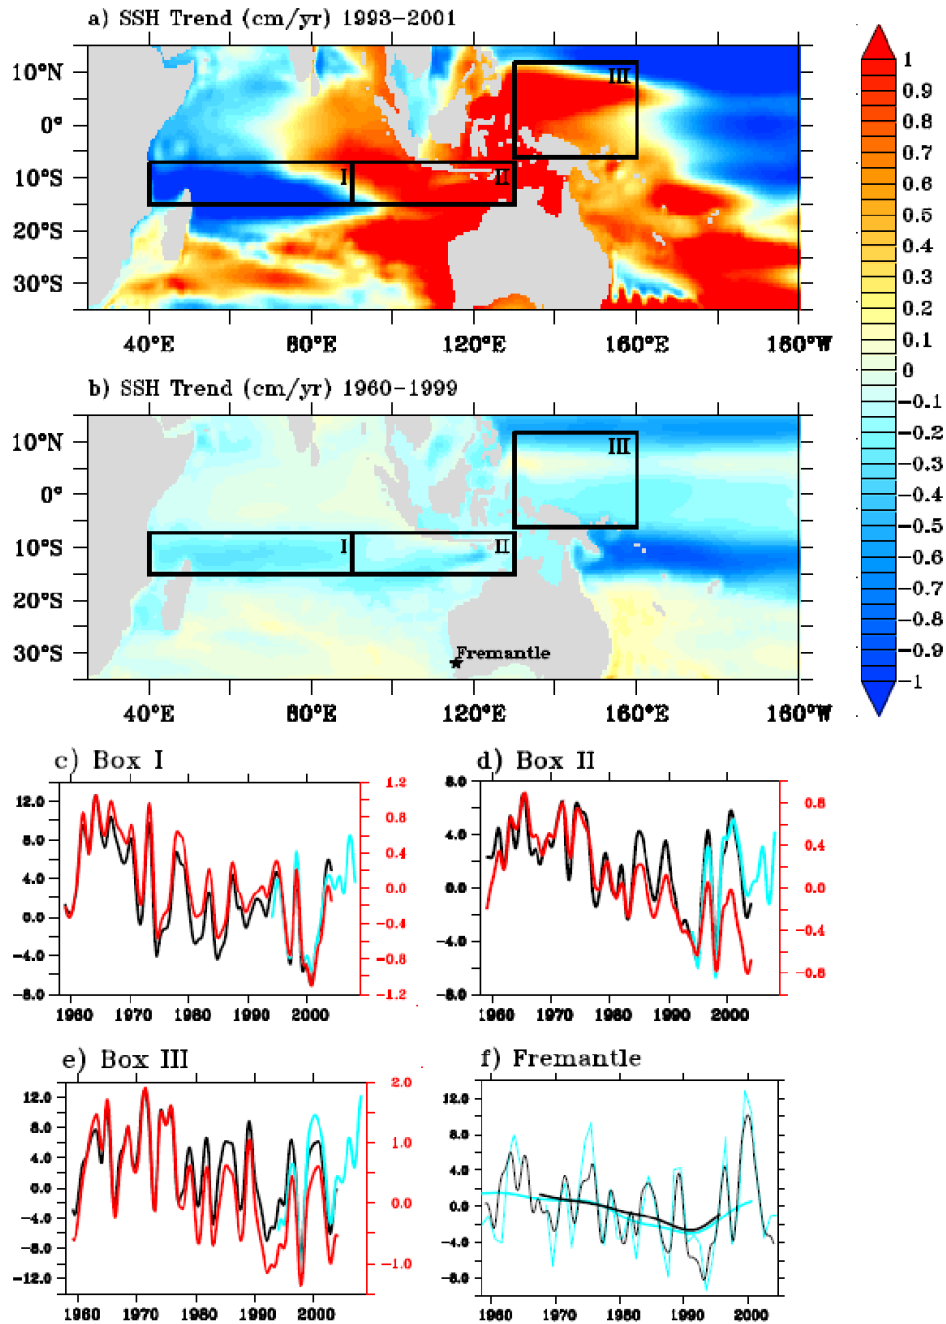 a) SSH Trend (cm/yr) 1993-2001
10°N
0°
10°S
20°S
30°S
I
II
III
40°E 80°E 120°E 160°E 160°W
b) SSH Trend (cm/yr) 1960-1999
10°N
0°
10°S
20°S
30°S
I
II
III
Fremantle
40°E 80°E 120°E 160°E 160°W
1
0.9
0.8
0.7
0.6
0.5
0.4
0.3
0.2
0.1
0
-0.1
-0.2
-0.3
-0.4
-0.5
-0.6
-0.7
-0.8
-0.9
-1
c) Box I
12.0
8.0
4.0
0.0
-4.0
-8.0
1.2
0.8
0.4
0.0
-0.4
-0.8
-1.2
1960 1970 1980 1990 2000
d) Box II
8.0
4.0
0.0
-4.0
-8.0
0.8
0.4
0.0
-0.4
-0.8
1960 1970 1980 1990 2000
e) Box III
12.0
8.0
4.0
0.0
-4.0
-8.0
-12.0
2.0
1.0
0.0
-1.0
1960 1970 1980 1990 2000
f) Fremantle
12.0
8.0
4.0
0.0
-4.0
-8.0
1960 1970 1980 1990 2000